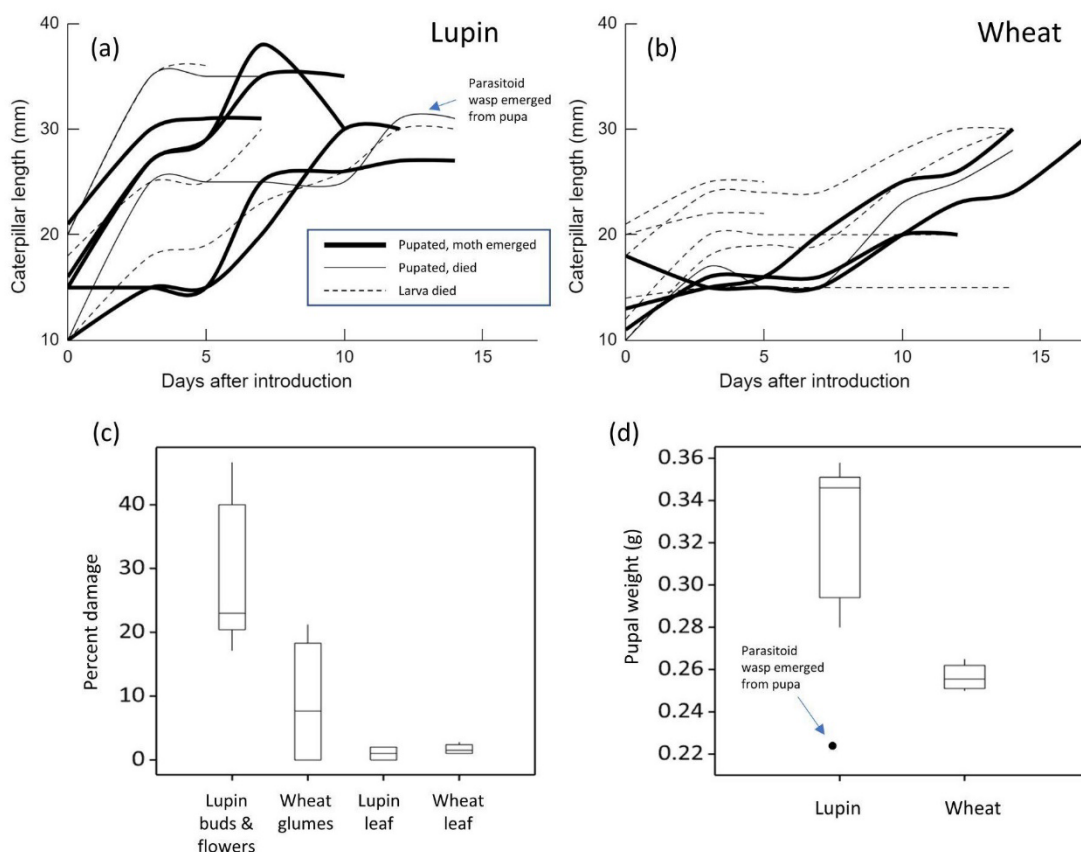 (a)
Lupin
40
30
20
10
Caterpillar length (mm)
0
5
10
15
Days after introduction
Parasitoid
wasp emerged
from pupa
Pupated, moth emerged
Pupated, died
Larva died
(b)
Wheat
40
30
20
10
Caterpillar length (mm)
0
5
10
15
Days after introduction
(c)
40
30
20
0
Percent damage
Lupin
buds &
flowers
Wheat
glumes
Lupin
leaf
Wheat
leaf
(d)
0.36
0.34
0.32
0.30
0.28
0.26
0.24
0.22
Pupal weight (g)
Parasitoid
wasp emerged
from pupa
Lupin
Wheat